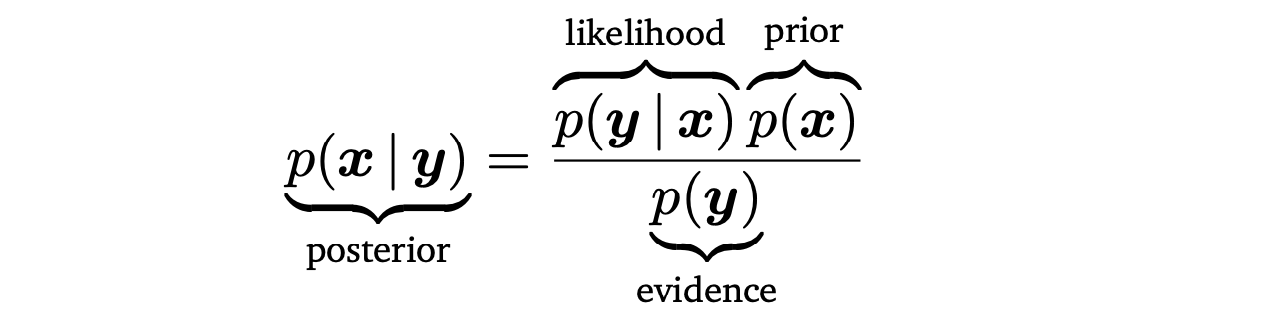 likelihood prior
p(y | x) p(x)
p(x | y) =
p(y)
posterior
evidence